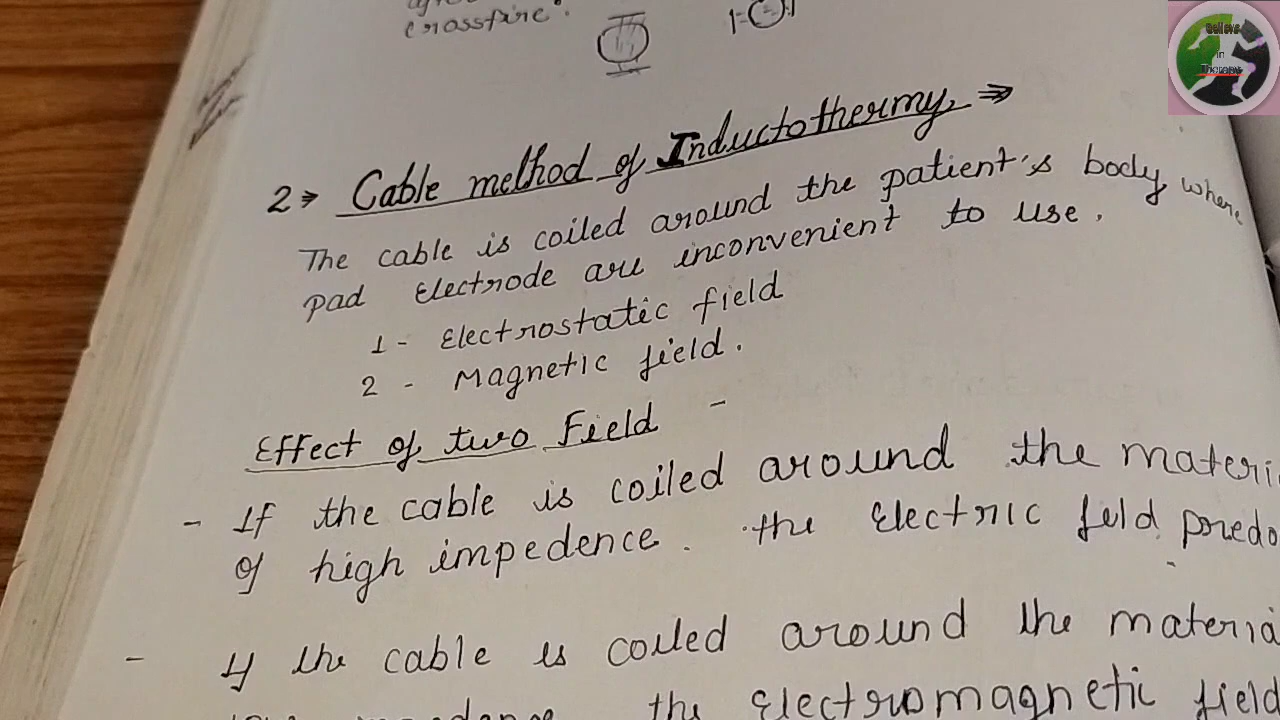 crossfire.
2 ⇒ Cable method of Inductothermy, ⇒
The cable is coiled around the patient's body where
pad Electrode are inconvenient to use.
1 - Electrostatic field
2 - Magnetic field.
Effect of two Field -
- If the cable is coiled around the materi
of high impedence. the Electric feld predo
- If the cable is coiled around the materia
the Electromagnetic field
in
Therapy